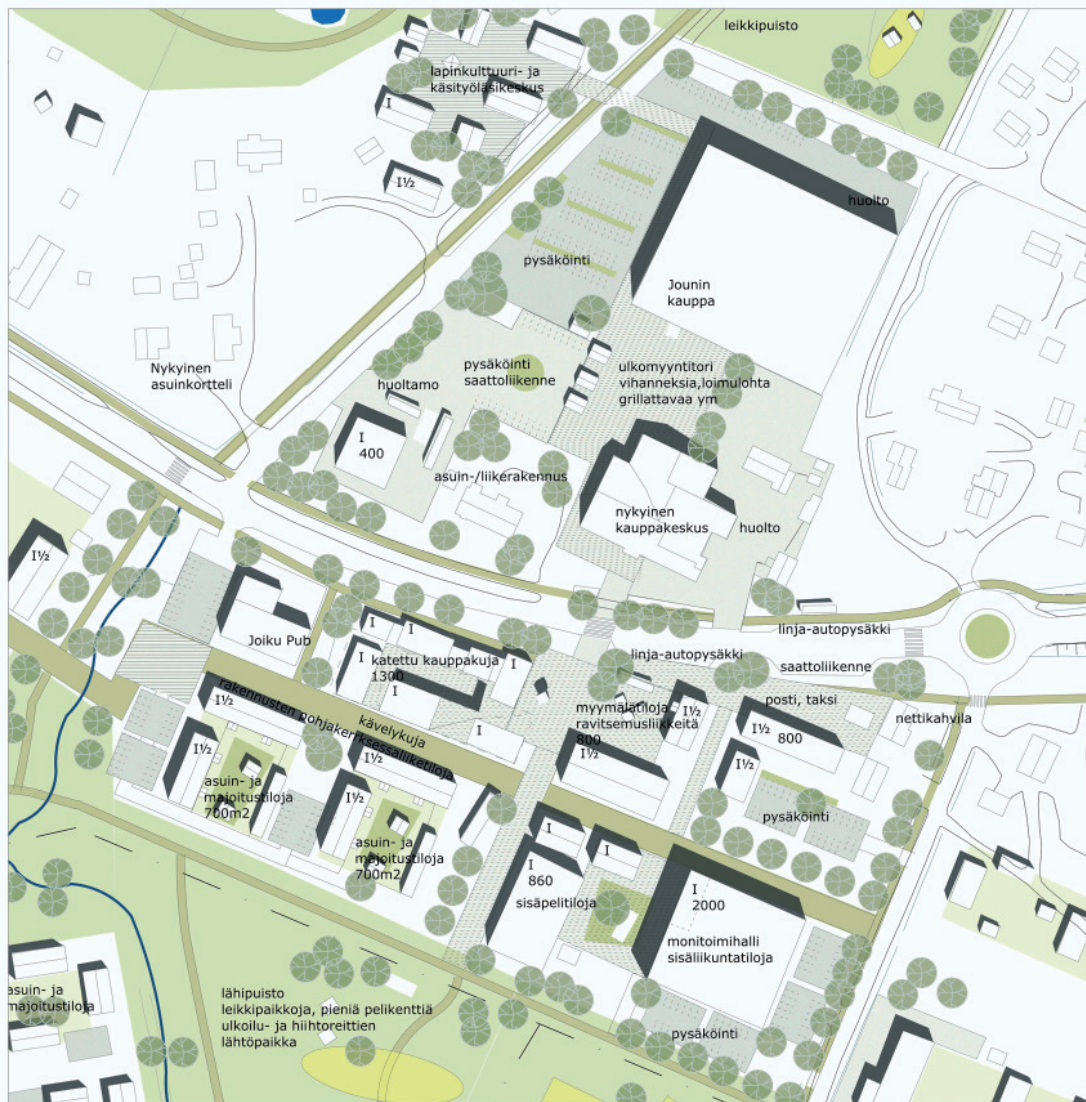 leikkipuisto
lapinkulttuuri- ja
käsityöläsikeskus
I
I½
huolto
pysäköinti
Jounin
kauppa
Nykyinen
asuinkortteli
pysäköinti
saattoliikenne
huoltamo
ulkomyyntitori
vihanneksia,loimulohta
grillattavaa ym
I
400
asuin-/liikerakennus
nykyinen
kauppakeskus
huolto
I½
Joiku Pub
I
I
I
katettu kauppakuja
1300
I
I
I
linja-autopysäkki
linja-autopysäkki
saattoliikenne
posti, taksi
nettikahvila
myymälätiloja
ravitsemusliikkeitä
800
I½
I½
I½
800
I½
pysäköinti
kävelykuja
rakennusten pohjakerroksessa liiketiloja
I½
I½
I½
I½
asuin- ja
majoitustiloja
700m2
asuin- ja
majoitustiloja
700m2
I
I
I
860
sisäpelitiloja
I
2000
monitoimihalli
sisäliikuntatiloja
pysäköinti
asuin- ja
majoitustiloja
lähipuisto
leikkipaikkoja, pieniä pelikenttiä
ulkoilu- ja hiihtoreittien
lähtöpaikka